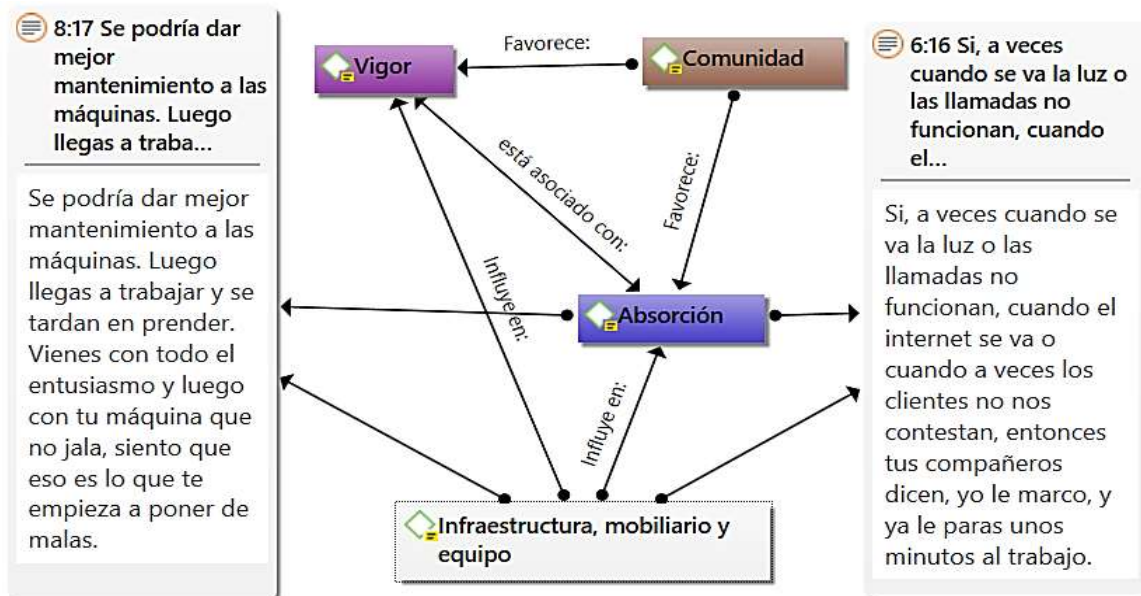 8:17 Se podría dar
mejor
mantenimiento a las
máquinas. Luego
llegas a traba...
Se podría dar mejor
mantenimiento a las
máquinas. Luego
llegas a trabajar y se
tardan en prender.
Vienes con todo el
entusiasmo y luego
con tu máquina que
no jala, siento que
eso es lo que te
empieza a poner de
malas.
Vigor
Favorece:
Comunidad
está asociado con:
Favorece:
Influye en:
Absorción
Influye en:
Infraestructura, mobiliario y
equipo
6:16 Si, a veces
cuando se va la luz o
las llamadas no
funcionan, cuando
el...
Si, a veces cuando se
va la luz o las
llamadas no
funcionan, cuando el
internet se va o
cuando a veces los
clientes no nos
contestan, entonces
tus compañeros
dicen, yo le marco, y
ya le paras unos
minutos al trabajo.